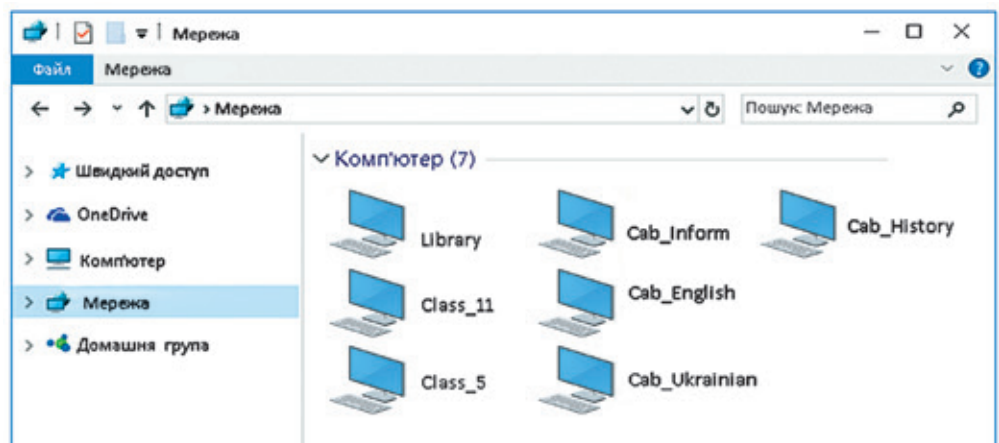 Мережа
Файл Мережа
› Мережа Пошук: Мережа
Швидкий доступ
OneDrive
Комп'ютер
Мережа
Домашня група
Комп'ютер (7)
Library Cab_Inform Cab_History
Class_11 Cab_English
Class_5 Cab_Ukrainian